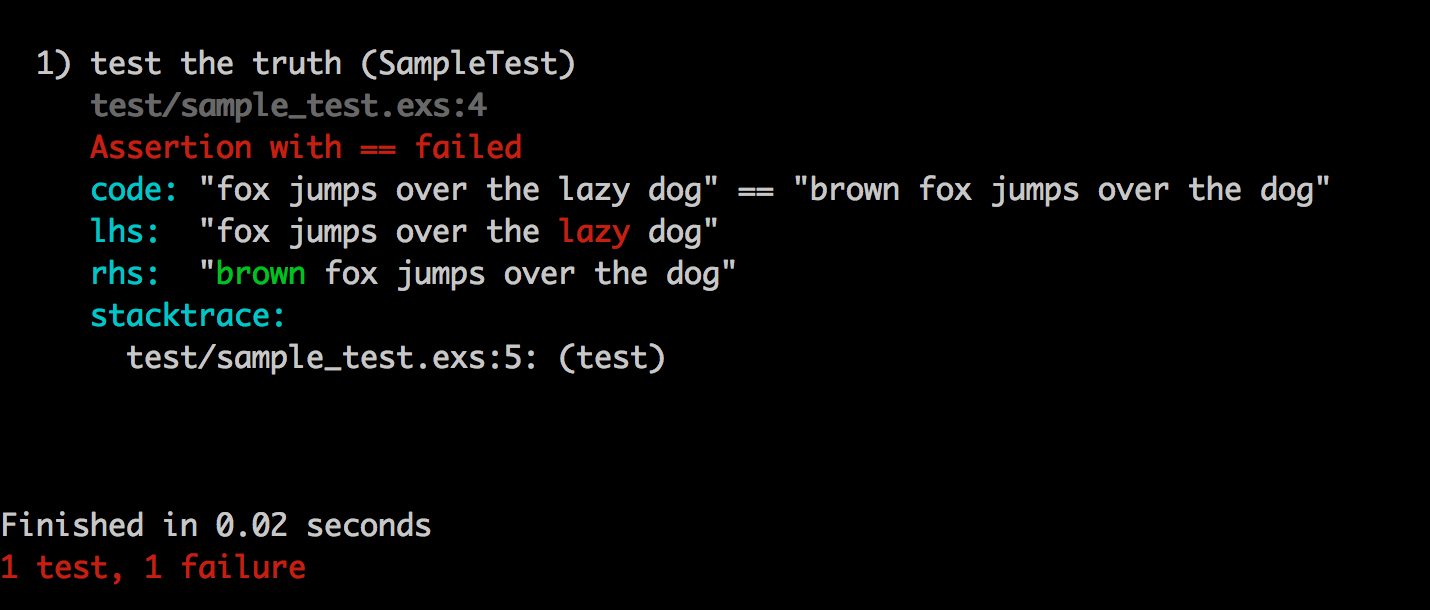 1) test the truth (SampleTest)
test/sample_test.exs:4
Assertion with == failed
code: "fox jumps over the lazy dog" == "brown fox jumps over the dog"
lhs:  "fox jumps over the lazy dog"
rhs:  "brown fox jumps over the dog"
stacktrace:
test/sample_test.exs:5: (test)
Finished in 0.02 seconds
1 test, 1 failure